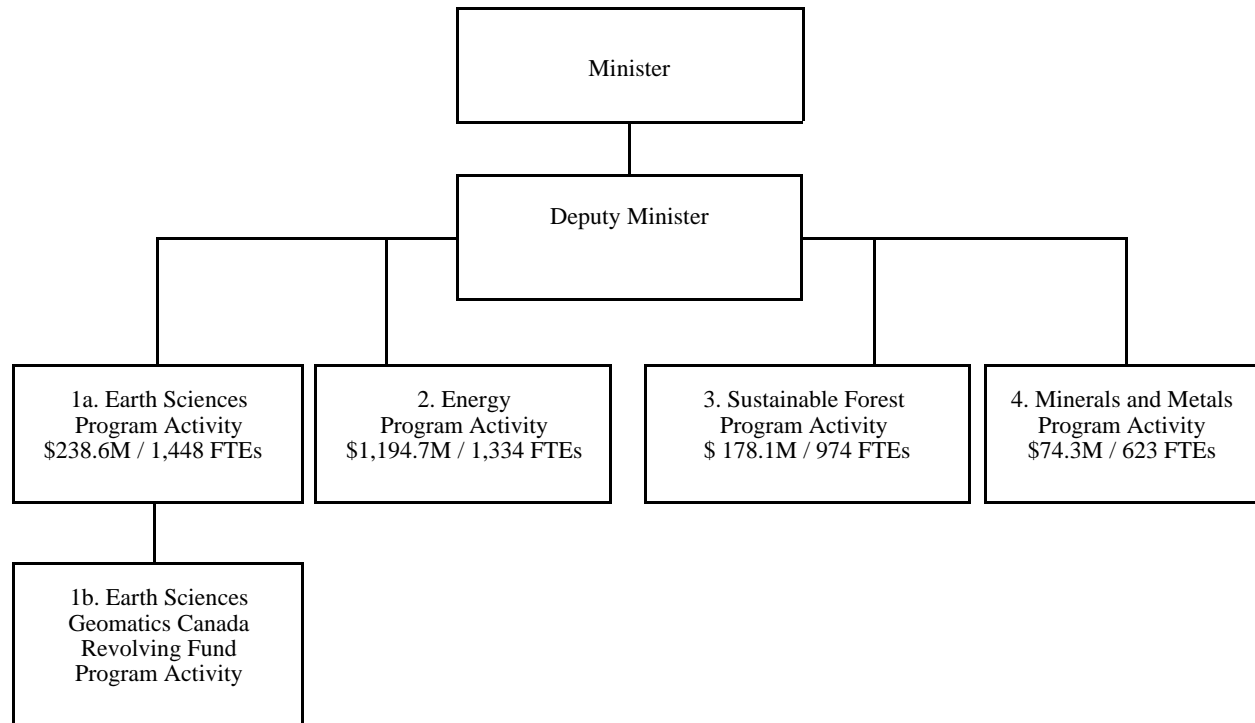 Minister
Deputy Minister
1a. Earth Sciences
Program Activity
$238.6M / 1,448 FTEs
2. Energy
Program Activity
$1,194.7M / 1,334 FTEs
3. Sustainable Forest
Program Activity
$ 178.1M / 974 FTEs
4. Minerals and Metals
Program Activity
$74.3M / 623 FTEs
1b. Earth Sciences
Geomatics Canada
Revolving Fund
Program Activity